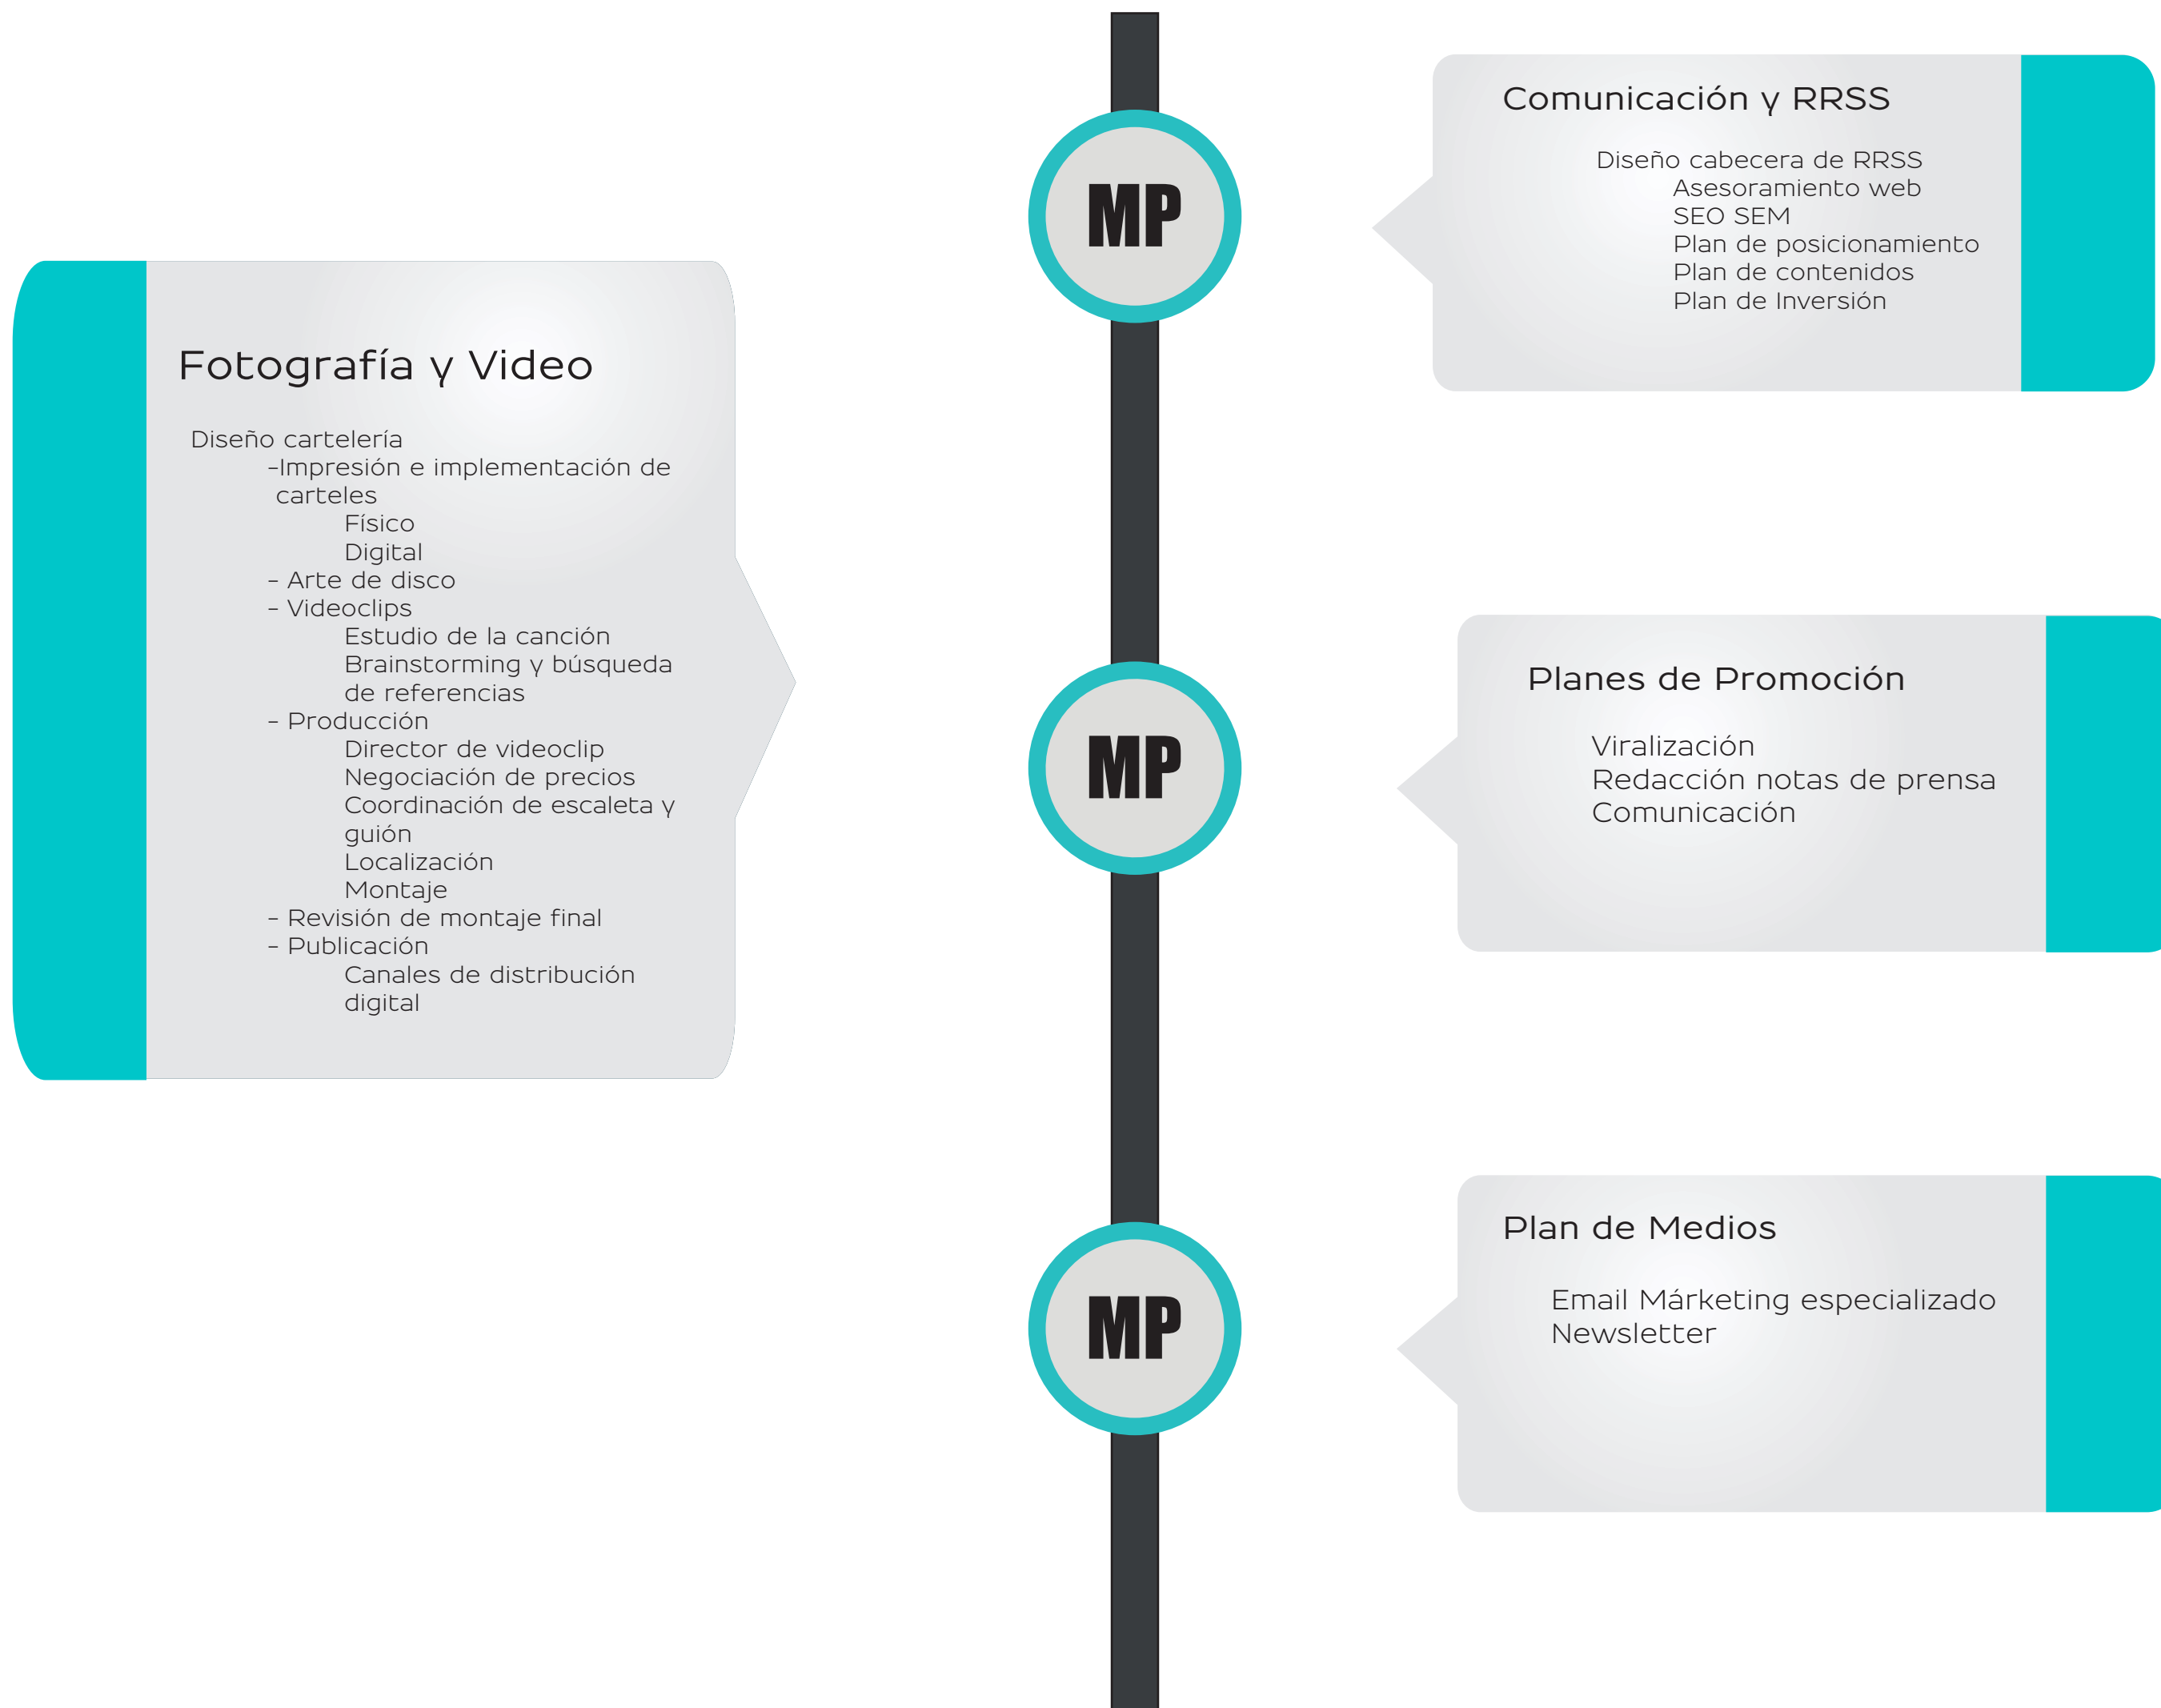 MP
Comunicación y RRSS
Diseño cabecera de RRSS
Asesoramiento web
SEO SEM
Plan de posicionamiento
Plan de contenidos
Plan de Inversión
Fotografía y Video
Diseño cartelería
-Impresión e implementación de
carteles
Físico
Digital
- Arte de disco
- Videoclips
Estudio de la canción
Brainstorming y búsqueda
de referencias
- Producción
Director de videoclip
Negociación de precios
Coordinación de escaleta y
guión
Localización
Montaje
- Revisión de montaje final
- Publicación
Canales de distribución
digital
MP
Planes de Promoción
Viralización
Redacción notas de prensa
Comunicación
MP
Plan de Medios
Email Márketing especializado
Newsletter